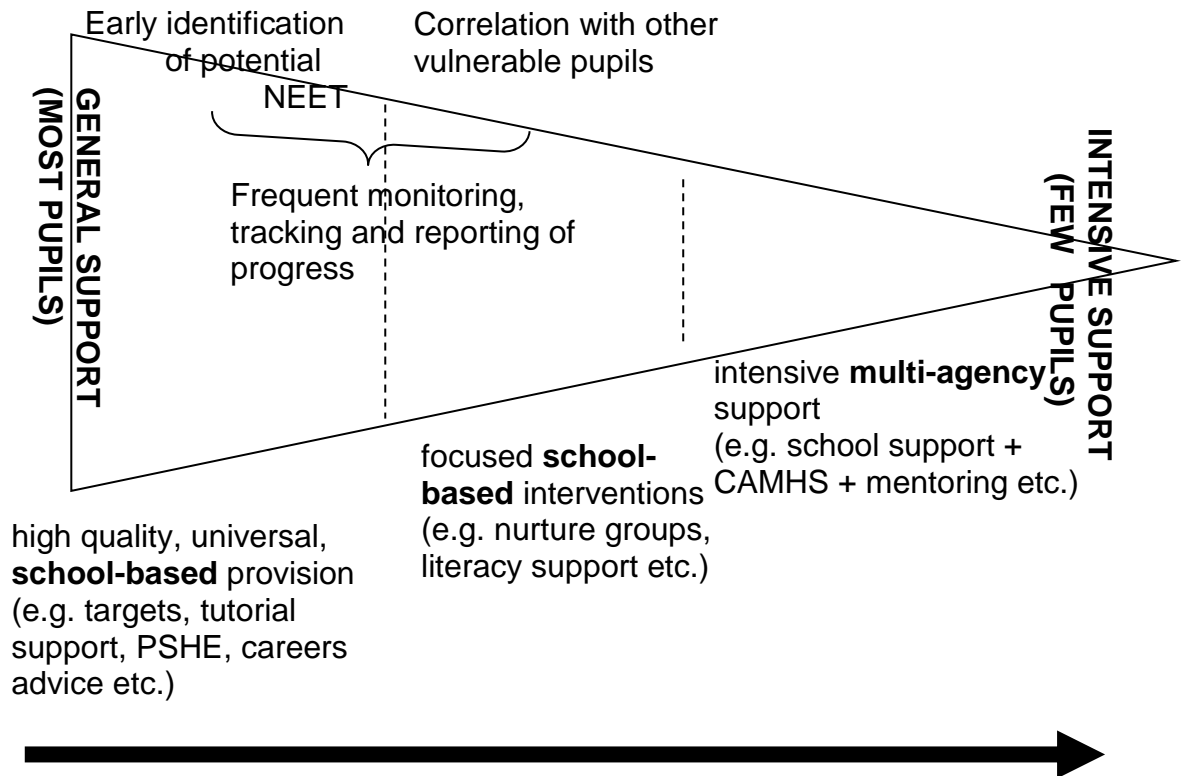 Early identification
of potential
NEET
Correlation with other
vulnerable pupils
GENERAL SUPPORT
(MOST PUPILS)
Frequent monitoring,
tracking and reporting of
progress
INTENSIVE SUPPORT
(FEW PUPILS)
intensive multi-agency
support
(e.g. school support +
CAMHS + mentoring etc.)
focused school-
based interventions
(e.g. nurture groups,
literacy support etc.)
high quality, universal,
school-based provision
(e.g. targets, tutorial
support, PSHE, careers
advice etc.)